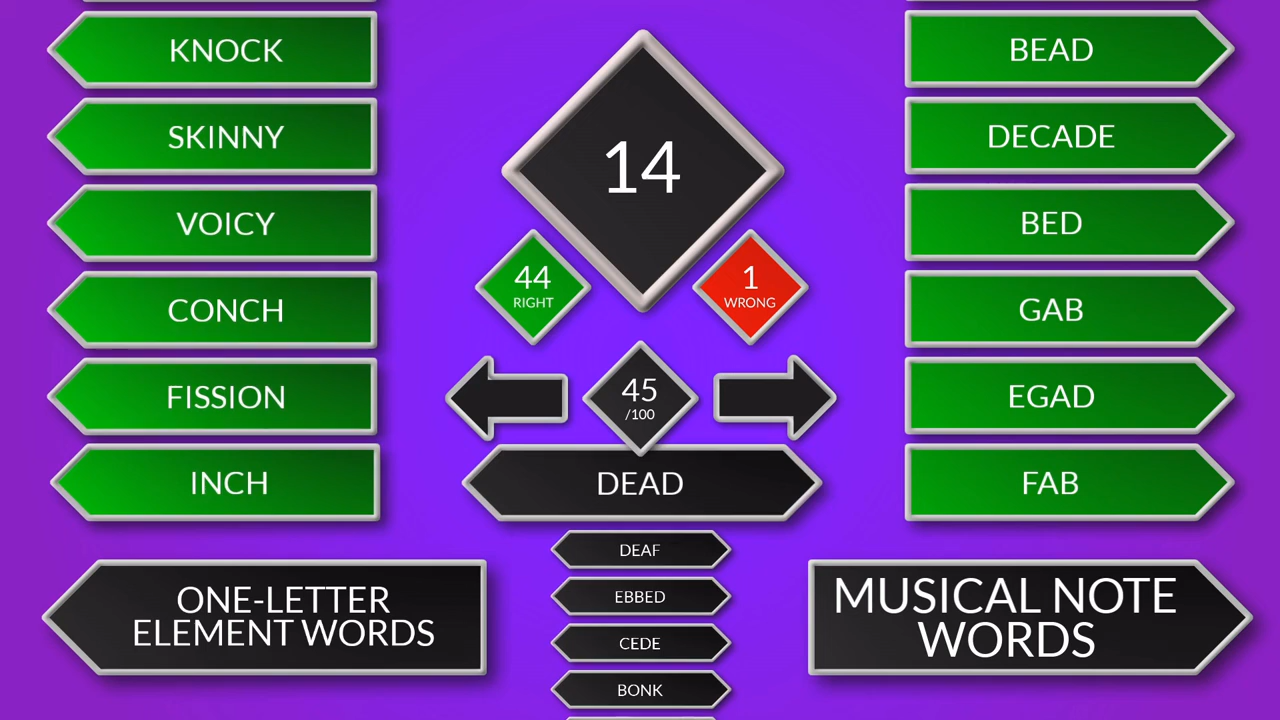 KNOCK
SKINNY
VOICY
CONCH
FISSION
INCH
ONE-LETTER
ELEMENT WORDS
14
44
RIGHT
1
WRONG
45
/100
DEAD
DEAF
EBBED
CEDE
BONK
BEAD
DECADE
BED
GAB
EGAD
FAB
MUSICAL NOTE
WORDS